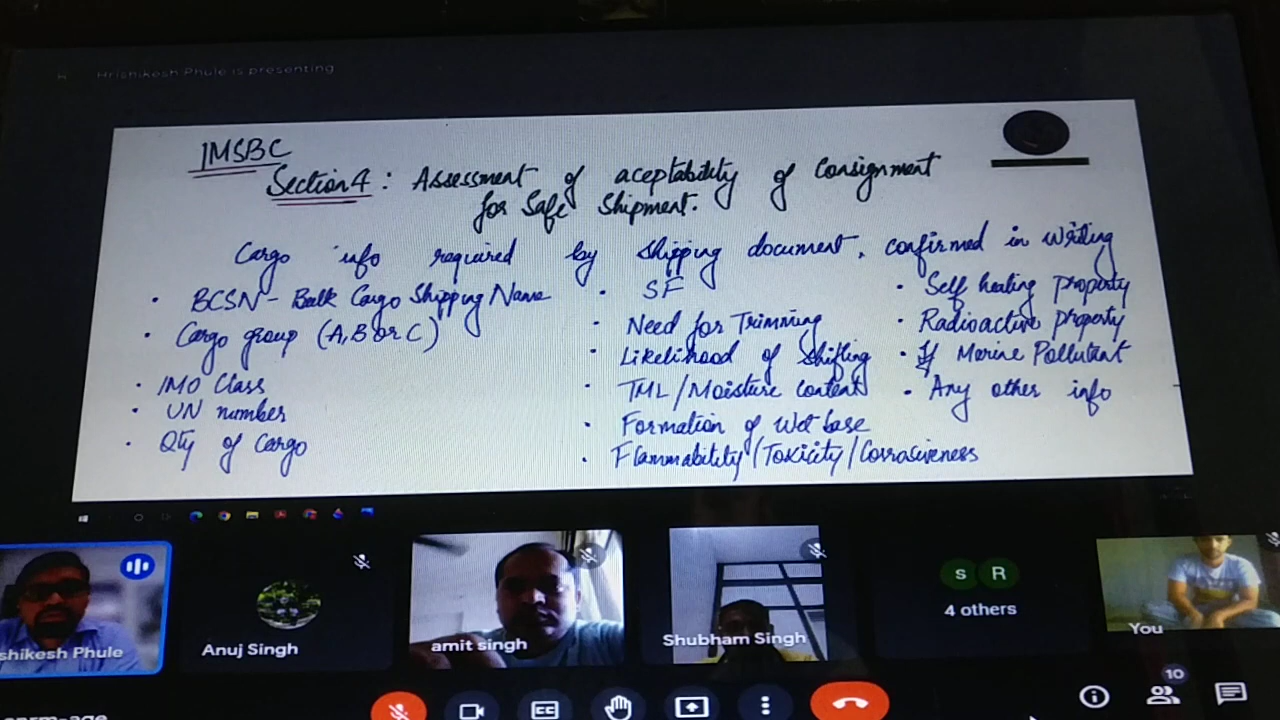 Hrishikesh Phule is presenting
IMSBC
Section 4 : Assessment of aceptability of Consignment
for Safe Shipment.
Cargo info required by shipping document, confirmed in writing
• BCSN - Bulk Cargo Shipping Name
• Cargo group (A, B or C)
• IMO Class
• UN number
• Qty of Cargo
• SF
• Need for Trimming
• Likelihood of shifting
• TML/Moisture content
• Formation of Wet base
• Flammability/Toxicity/Corrosiveness
• Self heating property
• Radioactive property
• If Marine Pollutant
• Any other info
shikesh Phule
Anuj Singh
amit singh
Shubham Singh
S R
4 others
You
CC
10